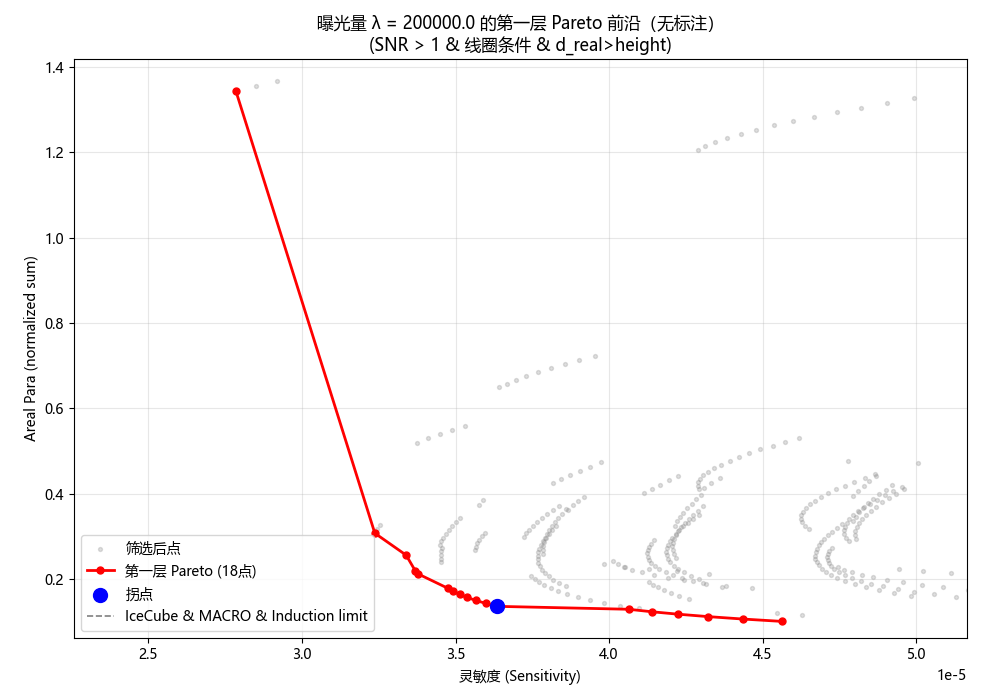 曝光量 λ = 200000.0 的第一层 Pareto 前沿（无标注）
(SNR > 1 & 线圈条件 & d_real>height)
Areal Para (normalized sum)
1.4
1.2
1.0
0.8
0.6
0.4
0.2
筛选后点
第一层 Pareto (18点)
拐点
IceCube & MACRO & Induction limit
2.5
3.0
3.5
4.0
4.5
5.0
1e-5
灵敏度 (Sensitivity)